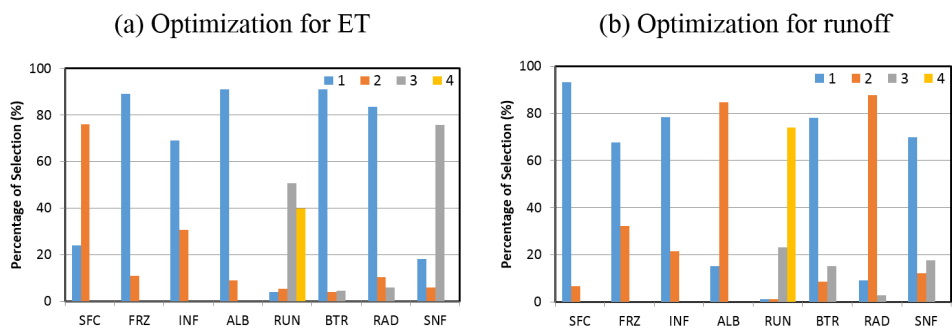 (a) Optimization for ET
(b) Optimization for runoff
Percentage of Selection (%)
100
80
60
40
20
0
1 2 3 4
SFC FRZ INF ALB RUN BTR RAD SNF
Percentage of Selection (%)
100
80
60
40
20
0
1 2 3 4
SFC FRZ INF ALB RUN BTR RAD SNF